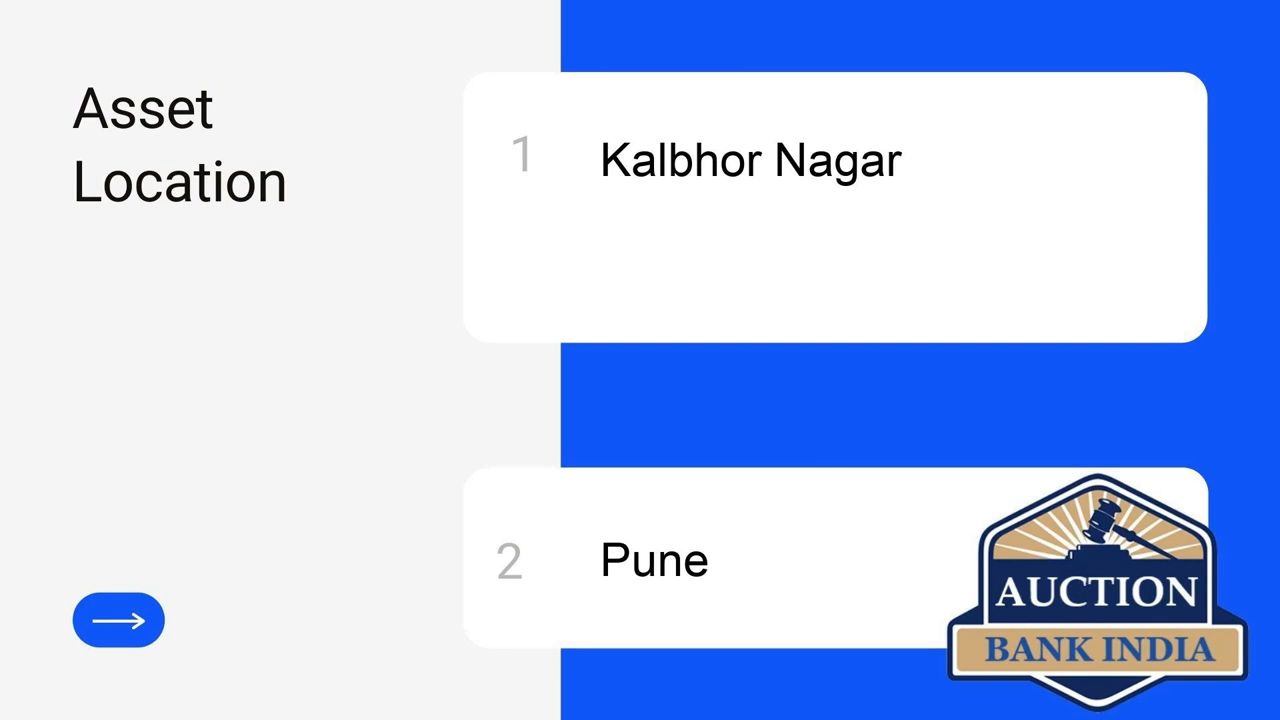 Asset
Location
1
Kalbhor Nagar
2
Pune
AUCTION
BANK INDIA